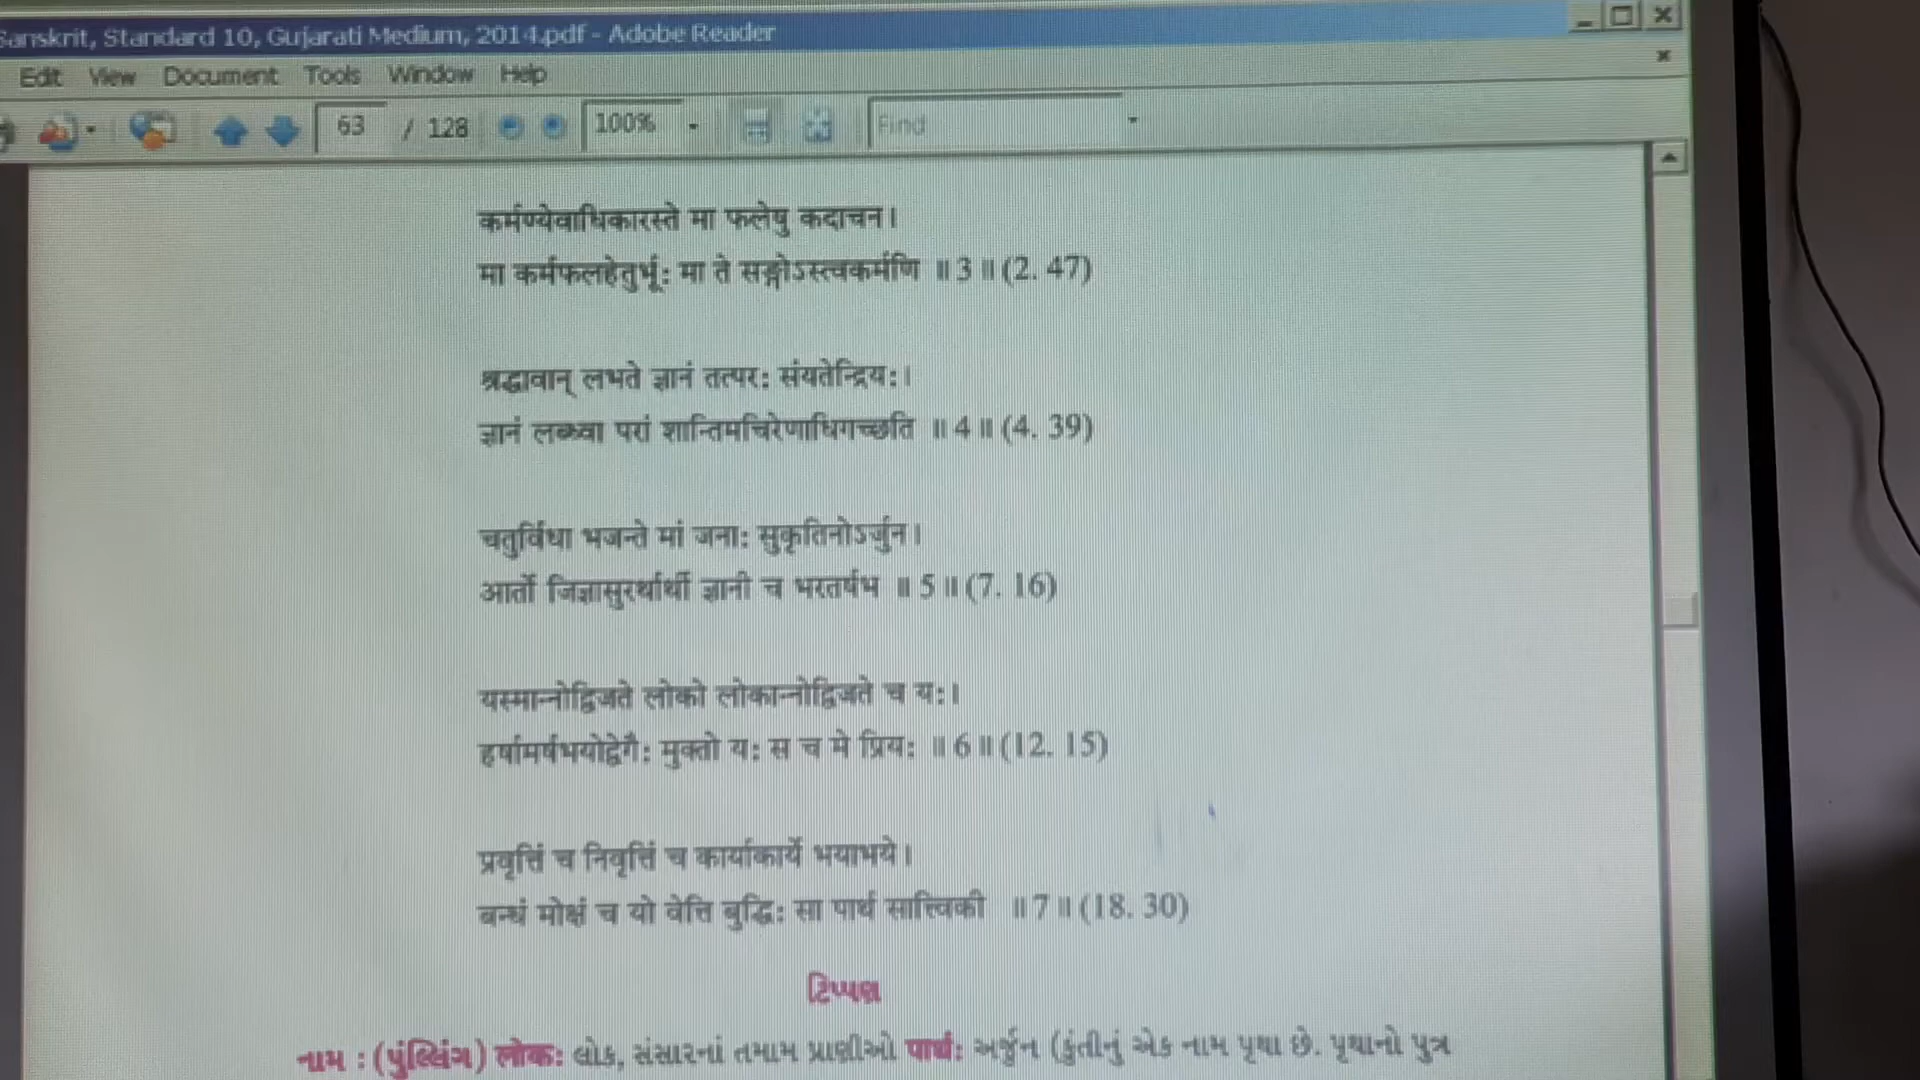 Sanskrit, Standard 10, Gujarati Medium, 2014.pdf - Adobe Reader
Edit View Document Tools Window Help
63 / 128 100% Find
कर्मण्येवाधिकारस्ते मा फलेषु कदाचन।
मा कर्मफलहेतुर्भूः मा ते सङ्गोऽस्त्वकर्मणि ॥ 3 ॥ (2. 47)
श्रद्धावान् लभते ज्ञानं तत्परः संयतेन्द्रियः।
ज्ञानं लब्ध्वा परां शान्तिमचिरेणाधिगच्छति ॥ 4 ॥ (4. 39)
चतुर्विधा भजन्ते मां जनाः सुकृतिनोऽर्जुन।
आर्तो जिज्ञासुरर्थार्थी ज्ञानी च भरतर्षभ ॥ 5 ॥ (7. 16)
यस्मान्नोद्विजते लोको लोकान्नोद्विजते च यः।
हर्षामर्षभयोद्वेगैः मुक्तो यः स च मे प्रियः ॥ 6 ॥ (12. 15)
प्रवृत्तिं च निवृत्तिं च कार्याकार्ये भयाभये।
बन्धं मोक्षं च यो वेत्ति बुद्धिः सा पार्थ सात्त्विकी ॥ 7 ॥ (18. 30)
ટિપ્પણ
નામ : (પુંલ્લિંગ) लोकः લોક, સંસારનાં તમામ પ્રાણીઓ पार्थः અર્જુન (કુંતીનું એક નામ પૃથા છે. પૃથાનો પુત્ર